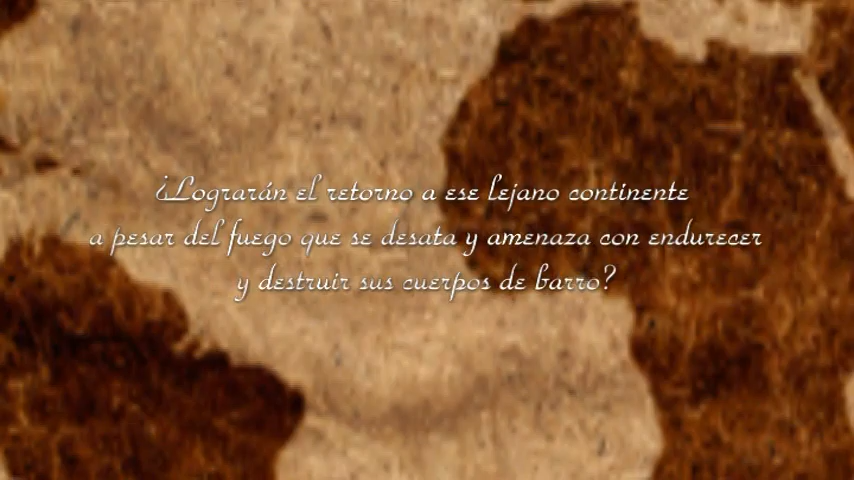 ¿Lograrán el retorno a ese lejano continente
a pesar del fuego que se desata y amenaza con endurecer
y destruir sus cuerpos de barro?